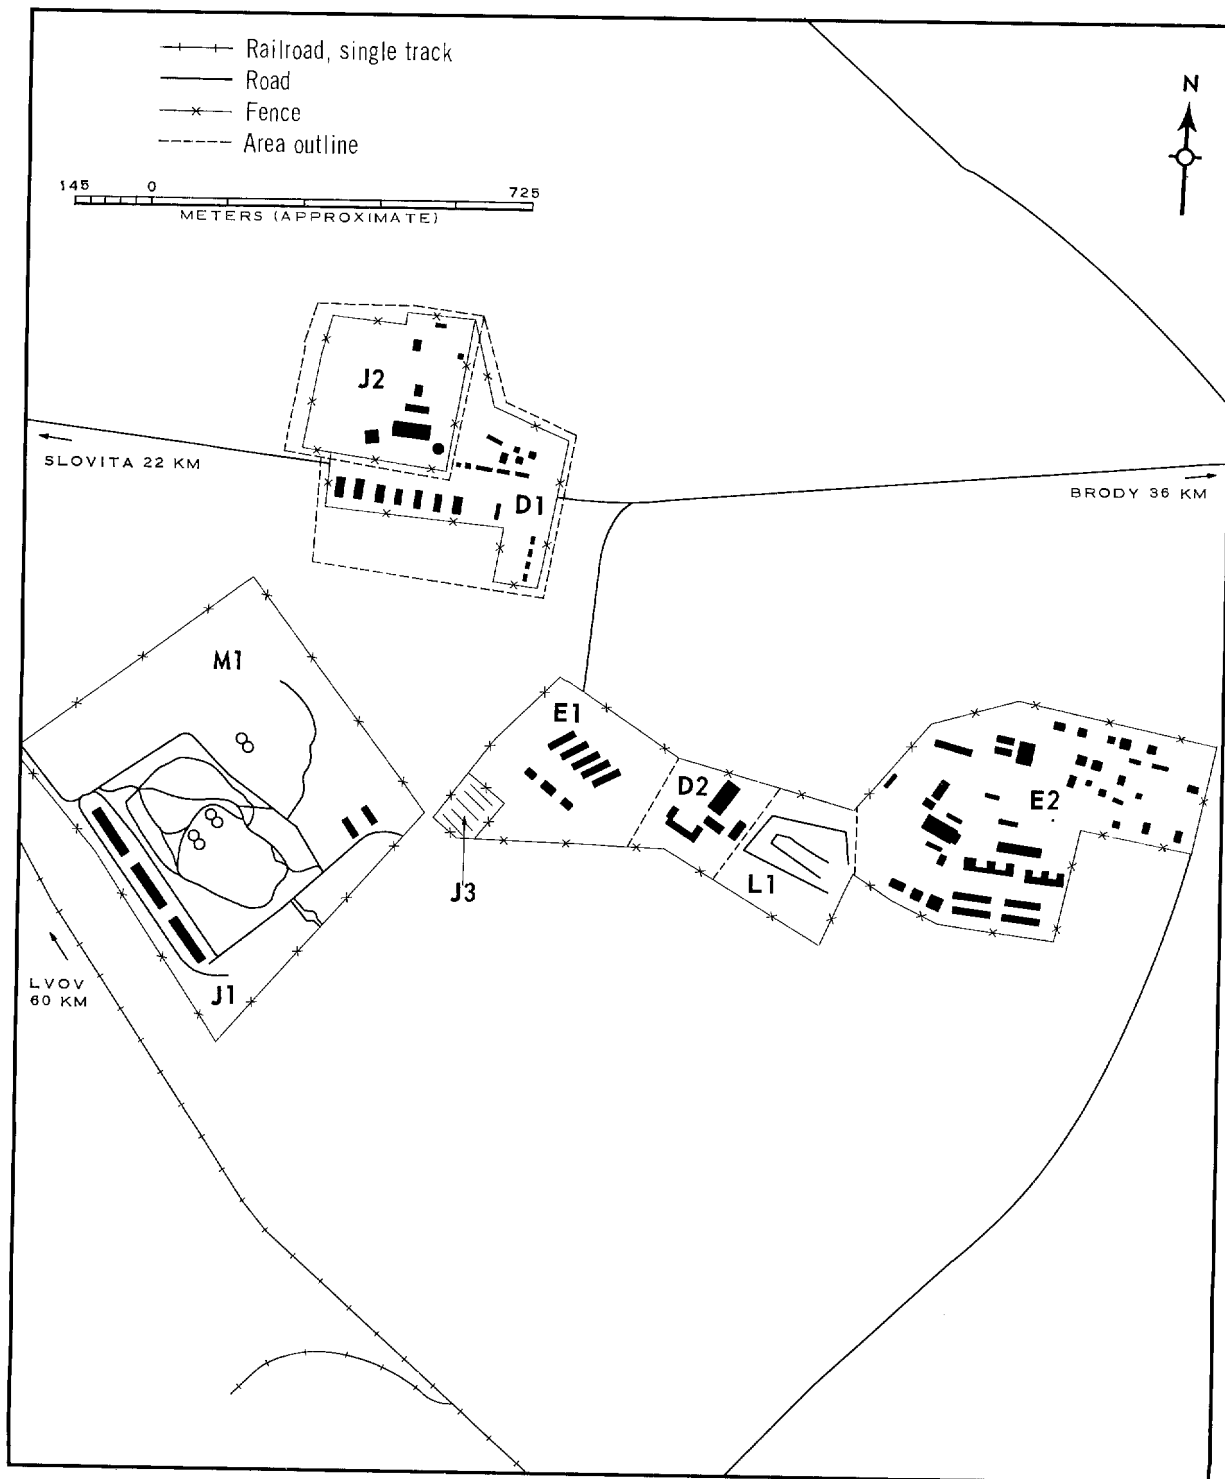 Railroad, single track
Road
Fence
Area outline
N
145 0 725
METERS (APPROXIMATE)
J2
SLOVITA 22 KM
BRODY 36 KM
D1
M1
E1
D2
E2
L1
J3
J1
LVOV
60 KM